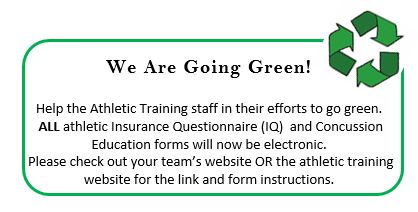 We Are Going Green!
Help the Athletic Training staff in their efforts to go green.
ALL athletic Insurance Questionnaire (IQ) and Concussion
Education forms will now be electronic.
Please check out your team's website OR the athletic training
website for the link and form instructions.